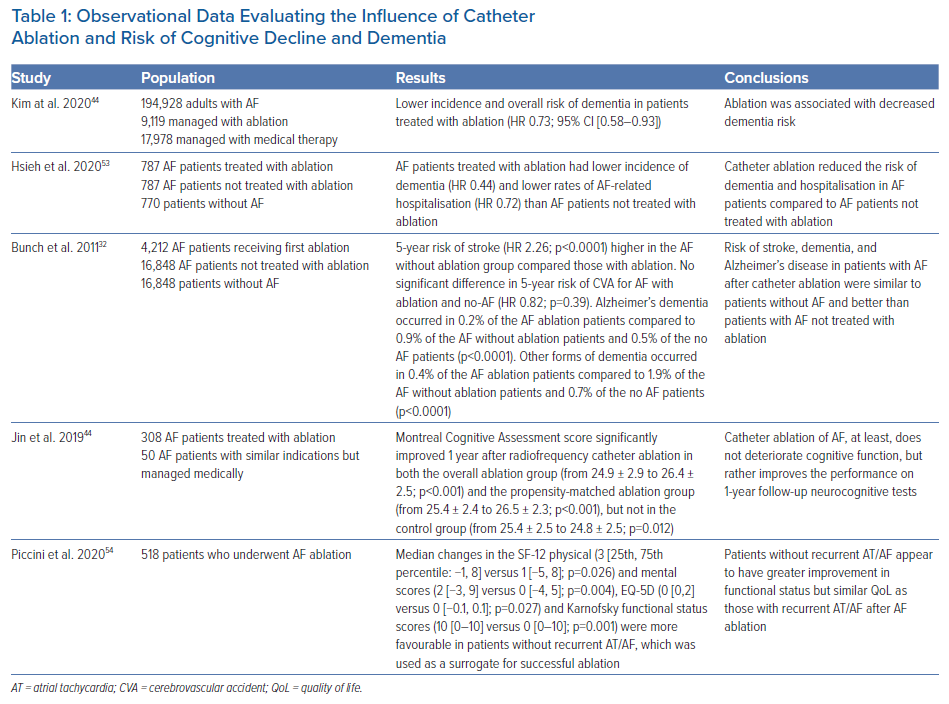 Table 1: Observational Data Evaluating the Influence of Catheter
Ablation and Risk of Cognitive Decline and Dementia
Study Population Results Conclusions
Kim at al. 2020⁴⁴
194,928 adults with AF
9,119 managed with ablation
17,978 managed with medical therapy
Lower incidence and overall risk of dementia in patients
treated with ablation (HR 0.73; 95% CI [0.58–0.93])
Ablation was associated with decreased
dementia risk
Hsieh et al. 2020⁵³
787 AF patients treated with ablation
787 AF patients not treated with ablation
770 patients without AF
AF patients treated with ablation had lower incidence of
dementia (HR 0.44) and lower rates of AF-related
hospitalisation (HR 0.72) than AF patients not treated with
ablation
Catheter ablation reduced the risk of
dementia and hospitalisation in AF
patients compared to AF patients not
treated with ablation
Bunch et al. 2011³²
4,212 AF patients receiving first ablation
16,848 AF patients not treated with ablation
16,848 patients without AF
5-year risk of stroke (HR 2.26; p<0.0001) higher in the AF
without ablation group compared those with ablation. No
significant difference in 5-year risk of CVA for AF with
ablation and no-AF (HR 0.82; p=0.39). Alzheimer's dementia
occurred in 0.2% of the AF ablation patients compared to
0.9% of the AF without ablation patients and 0.5% of the no
AF patients (p<0.0001). Other forms of dementia occurred
in 0.4% of the AF ablation patients compared to 1.9% of the
AF without ablation patients and 0.7% of the no AF patients
(p<0.0001)
Risk of stroke, dementia, and
Alzheimer's disease in patients with AF
after catheter ablation were similar to
patients without AF and better than
patients with AF not treated with
ablation
Jin et al. 2019⁴⁴
308 AF patients treated with ablation
50 AF patients with similar indications but
managed medically
Montreal Cognitive Assessment score significantly
improved 1 year after radiofrequency catheter ablation in
both the overall ablation group (from 24.9 ± 2.9 to 26.4 ±
2.5; p<0.001) and the propensity-matched ablation group
(from 25.4 ± 2.4 to 26.5 ± 2.3; p<0.001), but not in the
control group (from 25.4 ± 2.5 to 24.8 ± 2.5; p=0.012)
Catheter ablation of AF, at least, does
not deteriorate cognitive function, but
rather improves the performance on
1-year follow-up neurocognitive tests
Piccini et al. 2020⁵⁴
518 patients who underwent AF ablation
Median changes in the SF-12 physical (3 [25th, 75th
percentile: −1, 8] versus 1 [−5, 8]; p=0.026) and mental
scores (2 [−3, 9] versus 0 [−4, 5]; p=0.004), EQ-5D (0 [0,2]
versus 0 [−0.1, 0.1]; p=0.027) and Karnofsky functional status
scores (10 [0–10] versus 0 [0–10]; p=0.001) were more
favourable in patients without recurrent AT/AF, which was
used as a surrogate for successful ablation
Patients without recurrent AT/AF appear
to have greater improvement in
functional status but similar QoL as
those with recurrent AT/AF after AF
ablation
AT = atrial tachycardia; CVA = cerebrovascular accident; QoL = quality of life.